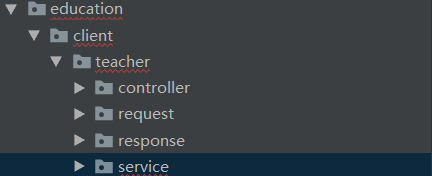 education
client
teacher
controller
request
response
service